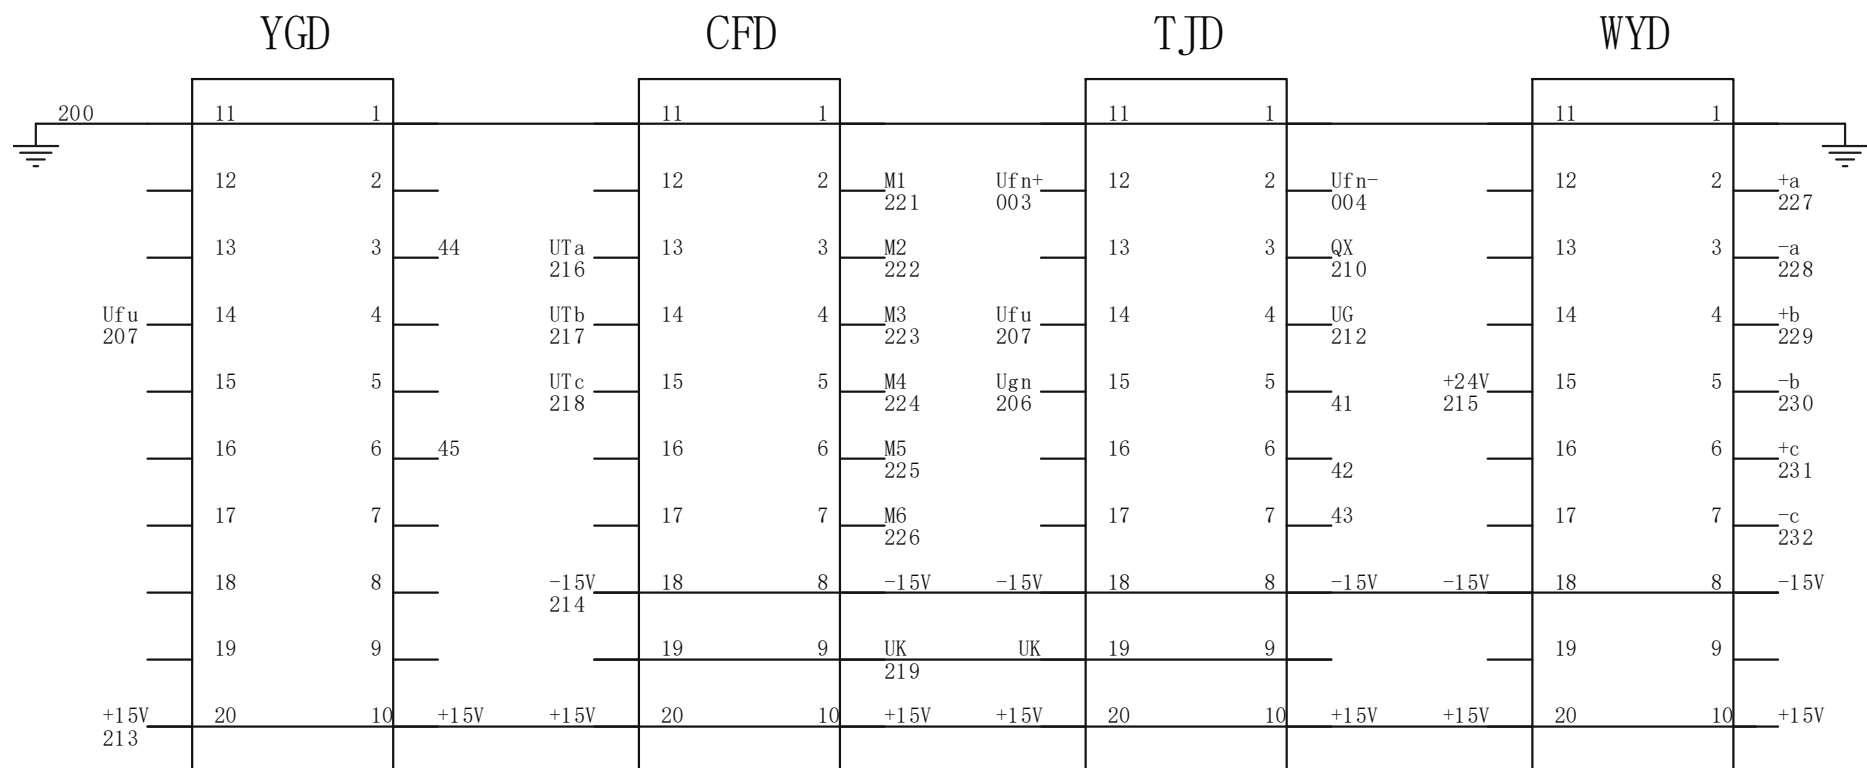 YGD CFD TJD WYD
200 11 1 11 1 11 1 11 1
12 2 12 2 M1 Ufn+ 12 2 Ufn- 12 2 +a
221 003 004 227
13 3 44 UTa 13 3 M2 13 3 QX 13 3 -a
216 222 210 228
Ufu 14 4 UTb 14 4 M3 Ufu 14 4 UG 14 4 +b
207 217 223 207 212 229
15 5 UTc 15 5 M4 Ugn 15 5 +24V 15 5 -b
218 224 206 41 215 230
16 6 45 16 6 M5 16 6 16 6 +c
225 42 231
17 7 17 7 M6 17 7 43 17 7 -c
226 232
18 8 -15V 18 8 -15V -15V 18 8 -15V -15V 18 8 -15V
214
19 9 19 9 UK UK 19 9 19 9
219
+15V 20 10 +15V +15V 20 10 +15V +15V 20 10 +15V +15V 20 10 +15V
213